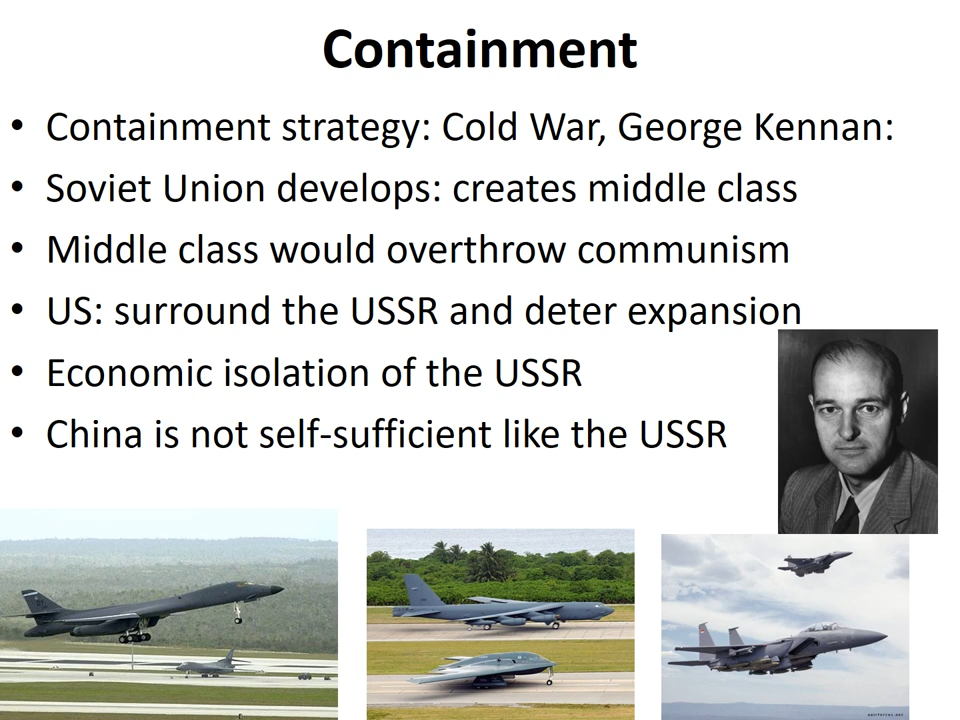 Containment
• Containment strategy: Cold War, George Kennan:
• Soviet Union develops: creates middle class
• Middle class would overthrow communism
• US: surround the USSR and deter expansion
• Economic isolation of the USSR
• China is not self-sufficient like the USSR